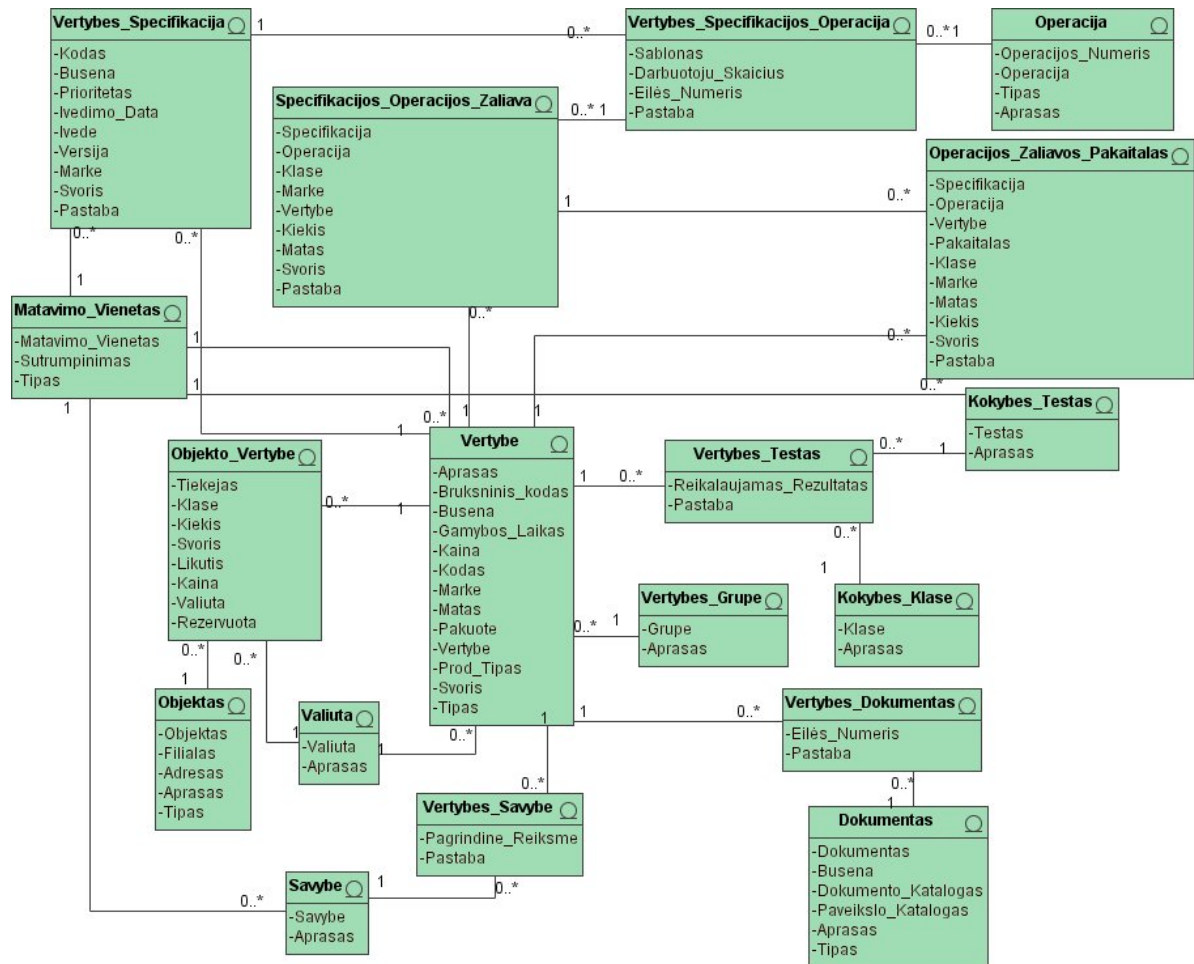 Vertybes_Specifikacija
-Kodas
-Busena
-Prioritetas
-Ivedimo_Data
-Ivede
-Versija
-Marke
-Svoris
-Pastaba
1
0..*
Vertybes_Specifikacijos_Operacija
-Sablonas
-Darbuotoju_Skaicius
-Eilės_Numeris
-Pastaba
0..* 1
Operacija
-Operacijos_Numeris
-Operacija
-Tipas
-Aprasas
Specifikacijos_Operacijos_Zaliava
-Specifikacija
-Operacija
-Klase
-Marke
-Vertybe
-Kiekis
-Matas
-Svoris
-Pastaba
0..* 1
1
0..*
Operacijos_Zaliavos_Pakaitalas
-Specifikacija
-Operacija
-Vertybe
-Pakaitalas
-Klase
-Marke
-Matas
-Kiekis
-Svoris
-Pastaba
0..*
0..*
1
Matavimo_Vienetas
-Matavimo_Vienetas
-Sutrumpinimas
-Tipas
1
1
1
0..*
0..*
0..*
Kokybes_Testas
-Testas
-Aprasas
0..*
1
1
1
Vertybe
-Aprasas
-Bruksninis_kodas
-Busena
-Gamybos_Laikas
-Kaina
-Kodas
-Marke
-Matas
-Pakuote
-Vertybe
-Prod_Tipas
-Svoris
-Tipas
Objekto_Vertybe
-Tiekejas
-Klase
-Kiekis
-Svoris
-Likutis
-Kaina
-Valiuta
-Rezervuota
0..*
1
1
0..*
Vertybes_Testas
-Reikalaujamas_Rezultatas
-Pastaba
0..*
1
0..*
1
Kokybes_Klase
-Klase
-Aprasas
0..*
1
Vertybes_Grupe
-Grupe
-Aprasas
0..*
1
Objektas
-Objektas
-Filialas
-Adresas
-Aprasas
-Tipas
0..*
1
Valiuta
-Valiuta
-Aprasas
1
0..*
1
0..*
Vertybes_Dokumentas
-Eilės_Numeris
-Pastaba
0..*
1
Dokumentas
-Dokumentas
-Busena
-Dokumento_Katalogas
-Paveikslo_Katalogas
-Aprasas
-Tipas
1
0..*
Vertybes_Savybe
-Pagrindine_Reiksme
-Pastaba
0..*
1
Savybe
-Savybe
-Aprasas
0..*